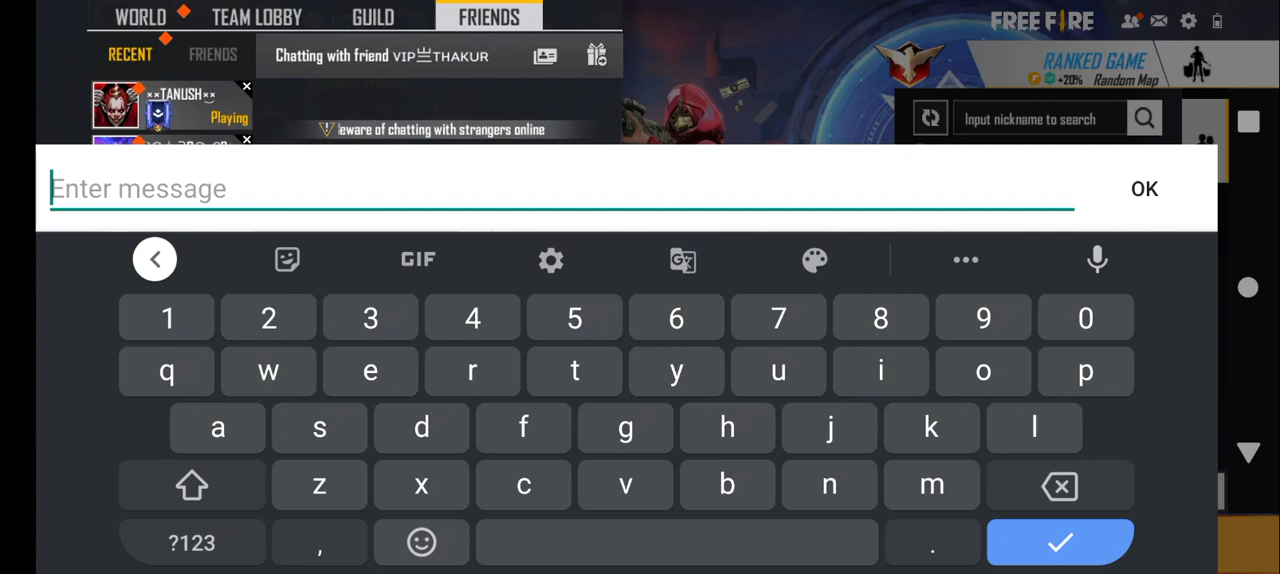 WORLD TEAM LOBBY GUILD FRIENDS
FREE FIRE
RECENT FRIENDS
Chatting with friend VIP亗THAKUR
RANKED GAME
+20% Random Map
××TANUSH××
Playing
eware of chatting with strangers online
Input nickname to search
Enter message
OK
GIF
1 2 3 4 5 6 7 8 9 0
q w e r t y u i o p
a s d f g h j k l
z x c v b n m
?123 , .